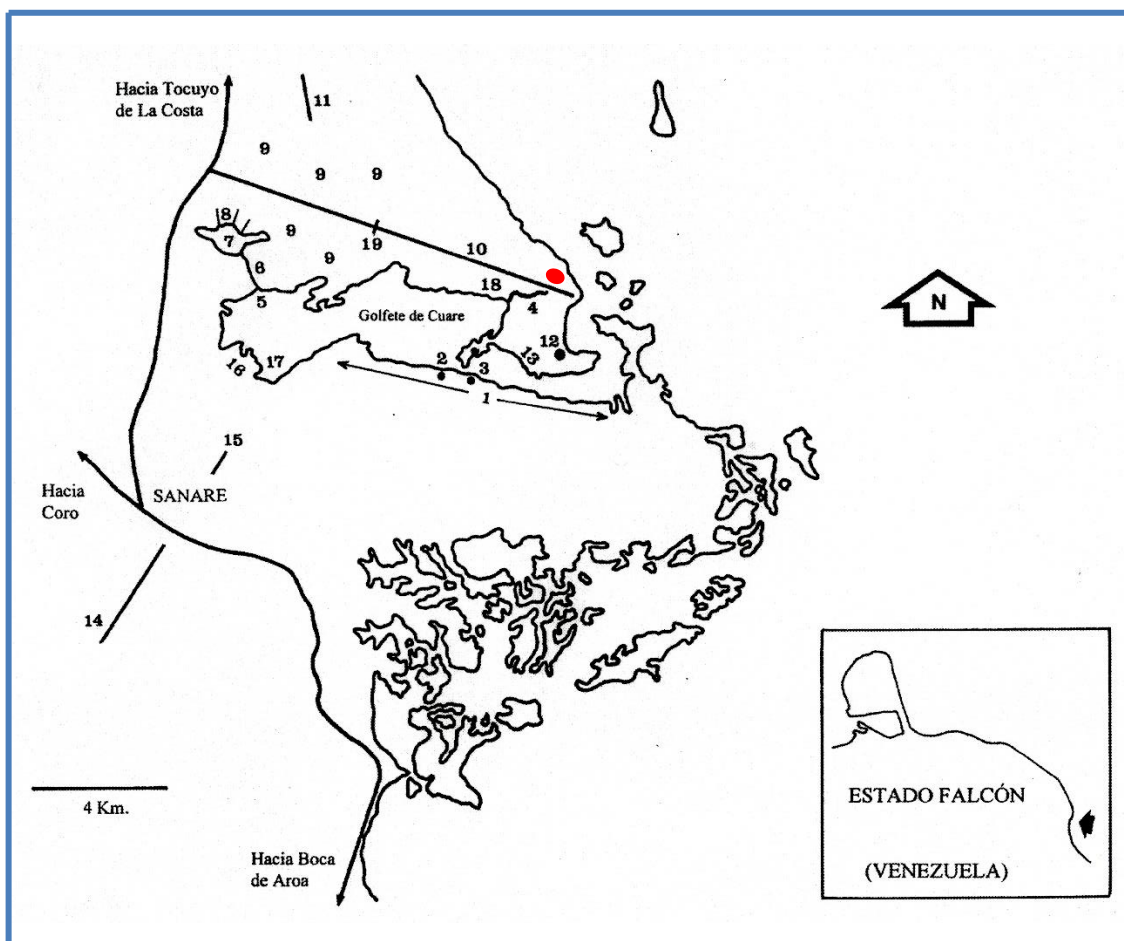 Hacia Tocuyo
de La Costa
11
9
9
9
8
7
9
19
10
6
9
18
5
4
Golfete de Cuare
12
13
17
16
2
3
1
15
N
Hacia
Coro
SANARE
14
4 Km.
Hacia Boca
de Aroa
ESTADO FALCÓN
(VENEZUELA)